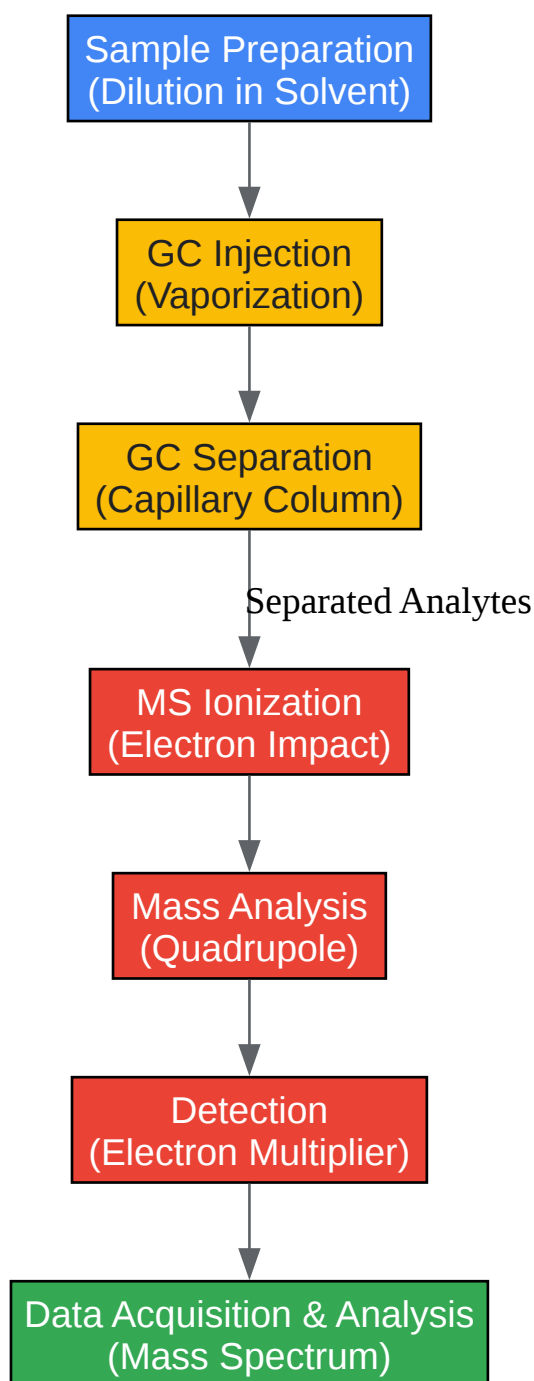 Sample Preparation
(Dilution in Solvent)
GC Injection
(Vaporization)
GC Separation
(Capillary Column)
Separated Analytes
MS Ionization
(Electron Impact)
Mass Analysis
(Quadrupole)
Detection
(Electron Multiplier)
Data Acquisition & Analysis
(Mass Spectrum)